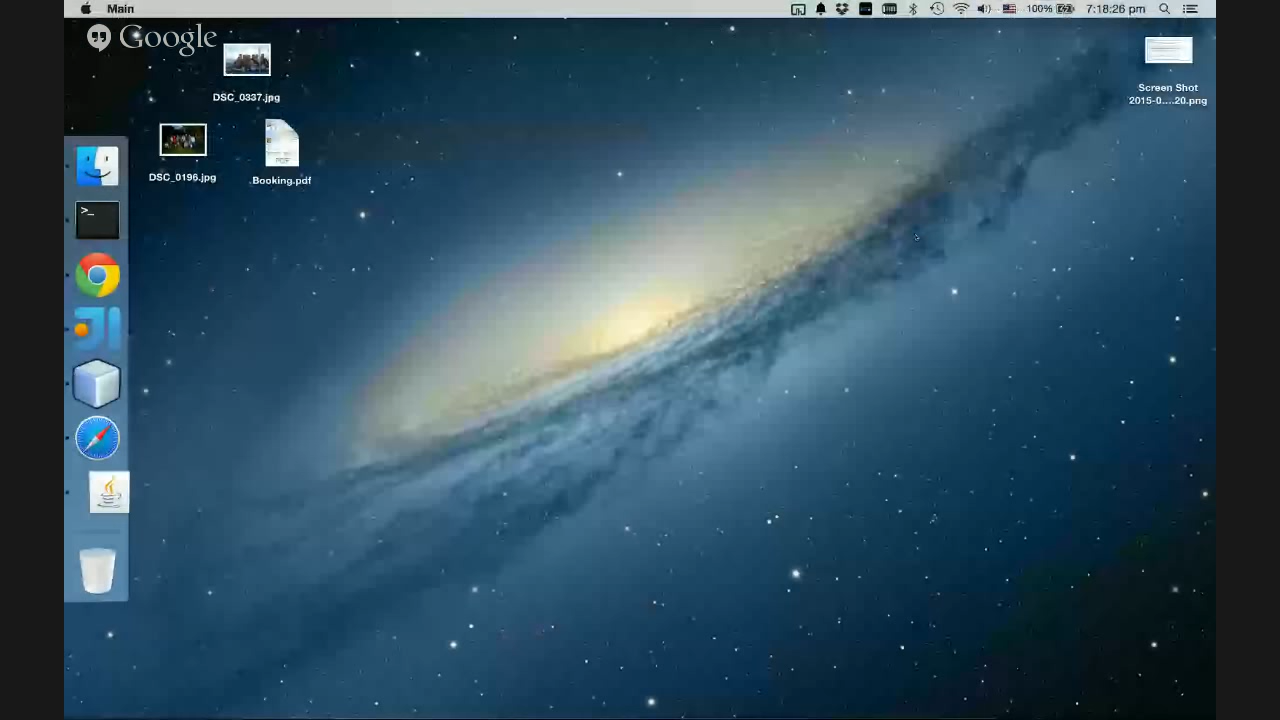 Main
100%
7:18:26 pm
Google
DSC_0337.jpg
Screen Shot
2015-0....20.png
DSC_0196.jpg
Booking.pdf
>_